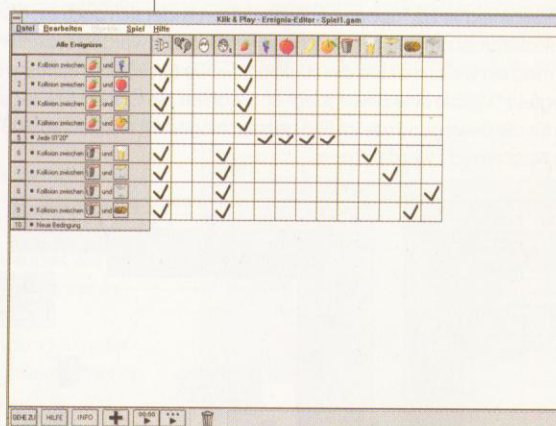 Klik & Play - Ereignis-Editor - Spiel1.gam
Datei Bearbeiten Spiel Hilfe
Alle Ereignisse
1 * Kollision zwischen und
2 * Kollision zwischen und
3 * Kollision zwischen und
4 * Kollision zwischen und
5 * Jede 01"20"
6 * Kollision zwischen und
7 * Kollision zwischen und
8 * Kollision zwischen und
9 * Kollision zwischen und
10 * Neue Bedingung
GEHE ZU HILFE INFO 00:00